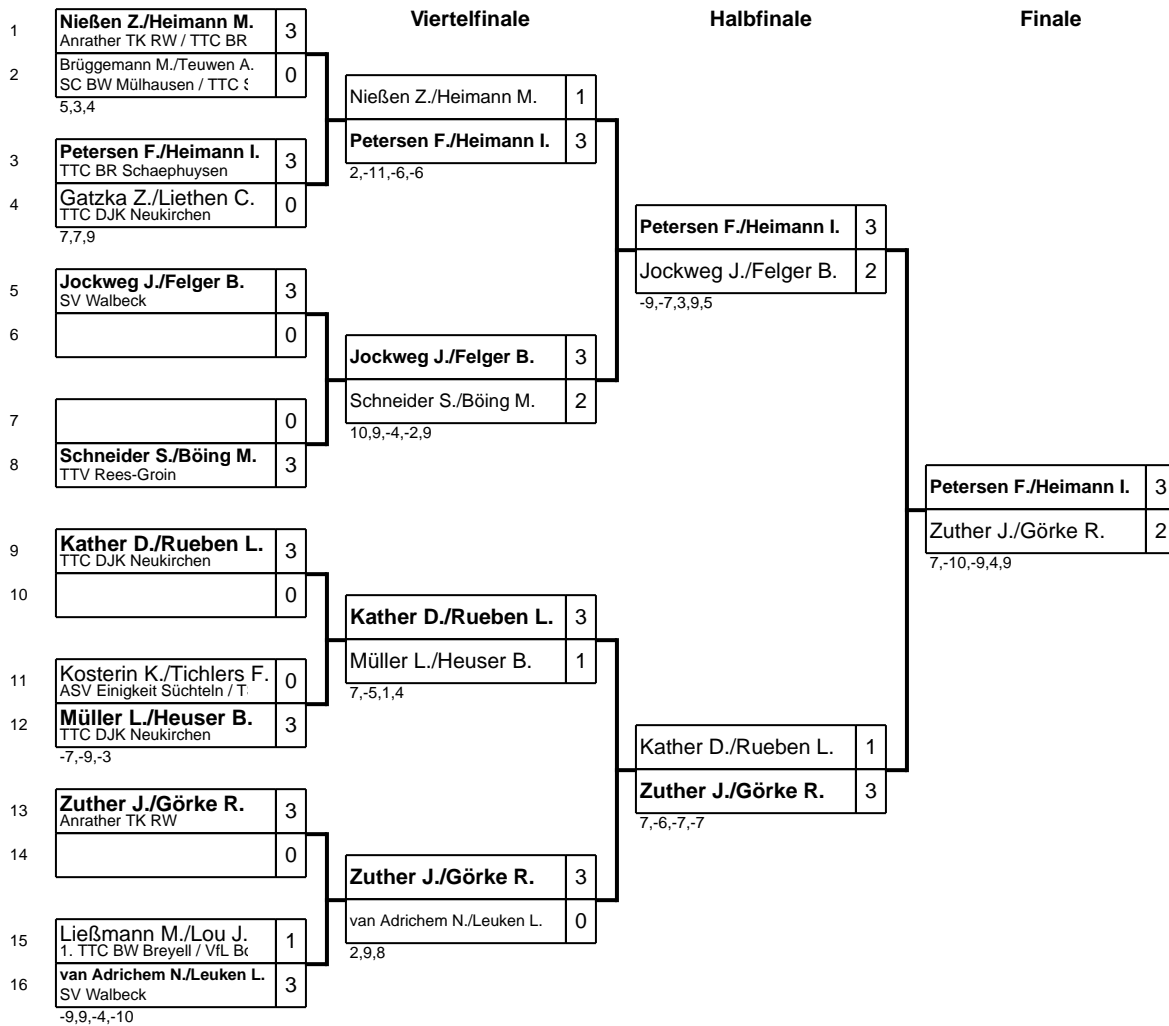 Viertelfinale
Halbfinale
Finale
1
Nießen Z./Heimann M.
3
Anrather TK RW / TTC BR
2
Brüggemann M./Teuwen A.
0
SC BW Mülhausen / TTC
5,3,4
3
Petersen F./Heimann I.
3
TTC BR Schaephuysen
4
Gatzka Z./Liethen C.
0
TTC DJK Neukirchen
7,7,9
5
Jockweg J./Felger B.
3
SV Walbeck
6
0
7
0
8
Schneider S./Böing M.
3
TTV Rees-Groin
9
Kather D./Rueben L.
3
TTC DJK Neukirchen
10
0
11
Kosterin K./Tichlers F.
0
ASV Einigkeit Süchteln /
12
Müller L./Heuser B.
3
TTC DJK Neukirchen
-7,-9,-3
13
Zuther J./Görke R.
3
Anrather TK RW
14
0
15
Ließmann M./Lou J.
1
1. TTC BW Breyell / VfL
16
van Adrichem N./Leuken L.
3
SV Walbeck
-9,9,-4,-10
Nießen Z./Heimann M.
1
Petersen F./Heimann I.
3
2,-11,-6,-6
Jockweg J./Felger B.
3
Schneider S./Böing M.
2
10,9,-4,-2,9
Kather D./Rueben L.
3
Müller L./Heuser B.
1
7,-5,1,4
Zuther J./Görke R.
3
van Adrichem N./Leuken L.
0
2,9,8
Petersen F./Heimann I.
3
Jockweg J./Felger B.
2
-9,-7,3,9,5
Kather D./Rueben L.
1
Zuther J./Görke R.
3
7,-6,-7,-7
Petersen F./Heimann I.
3
Zuther J./Görke R.
2
7,-10,-9,4,9